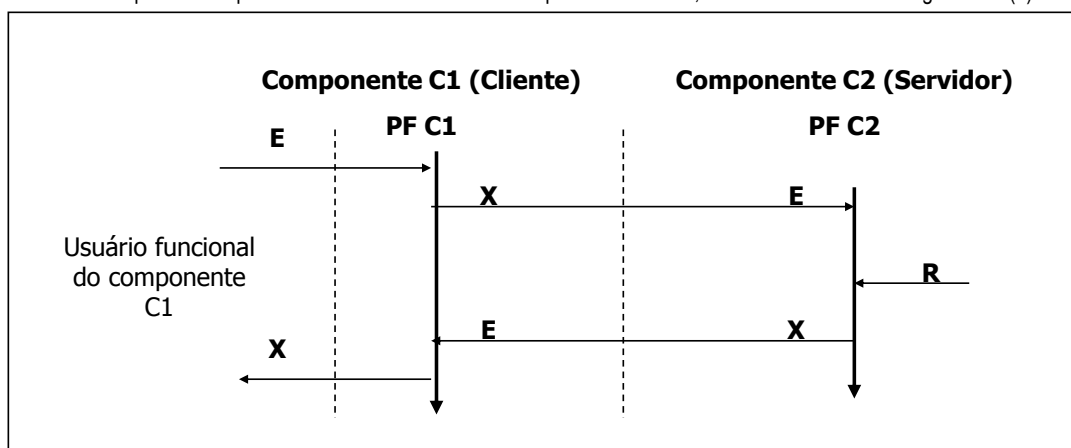 Componente C1 (Cliente)
Componente C2 (Servidor)
PF C1
PF C2
E
X
E
Usuário funcional
do componente
C1
R
E
X
X